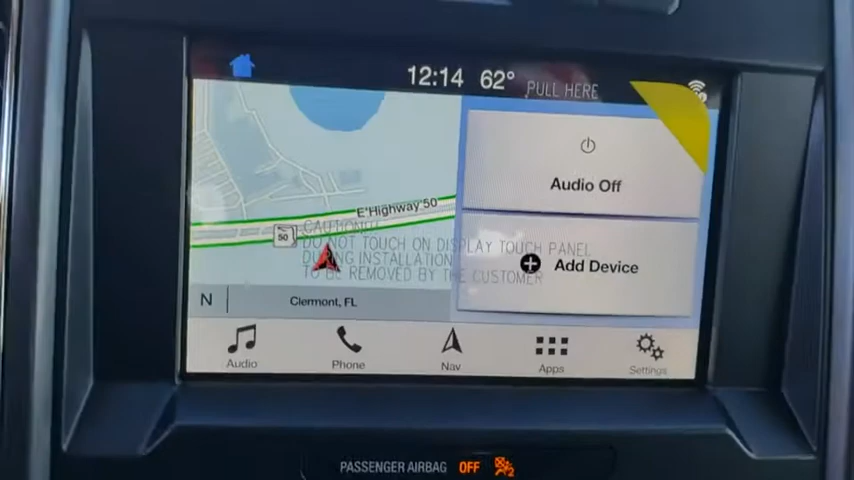 12:14 62°
PULL HERE
Audio Off
E Highway 50
50
CAUTION!!
DO NOT TOUCH ON DISPLAY TOUCH PANEL
DURING INSTALLATION
TO BE REMOVED BY THE CUSTOMER
Add Device
N
Clermont, FL
Audio
Phone
Nav
Apps
Settings
PASSENGER AIRBAG OFF 2